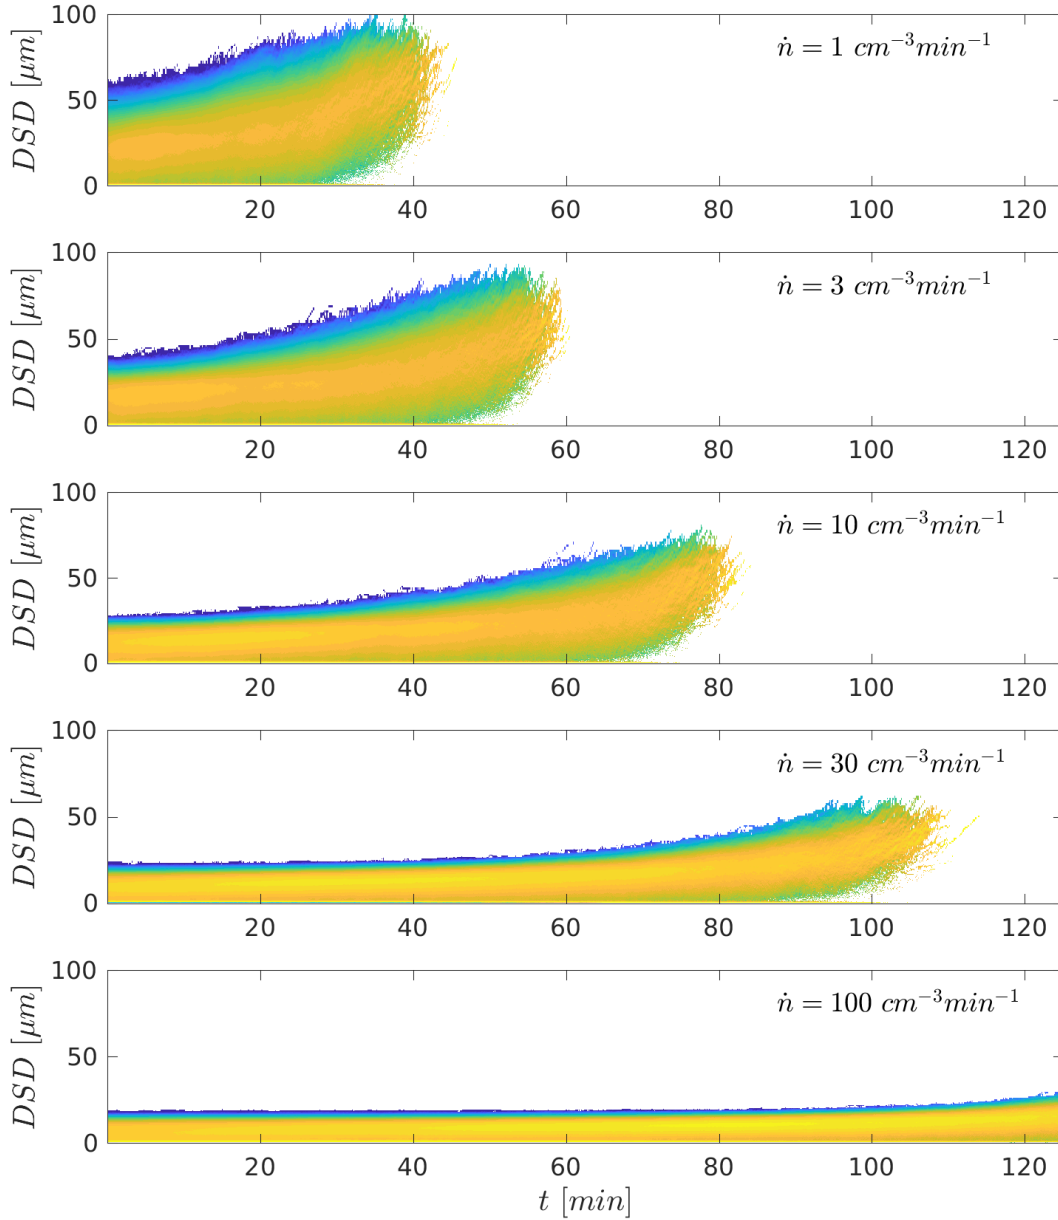 100
50
0
DSD [μm]
ṅ = 1 cm⁻³min⁻¹
20 40 60 80 100 120
100
50
0
DSD [μm]
ṅ = 3 cm⁻³min⁻¹
20 40 60 80 100 120
100
50
0
DSD [μm]
ṅ = 10 cm⁻³min⁻¹
20 40 60 80 100 120
100
50
0
DSD [μm]
ṅ = 30 cm⁻³min⁻¹
20 40 60 80 100 120
100
50
0
DSD [μm]
ṅ = 100 cm⁻³min⁻¹
20 40 60 80 100 120
t [min]